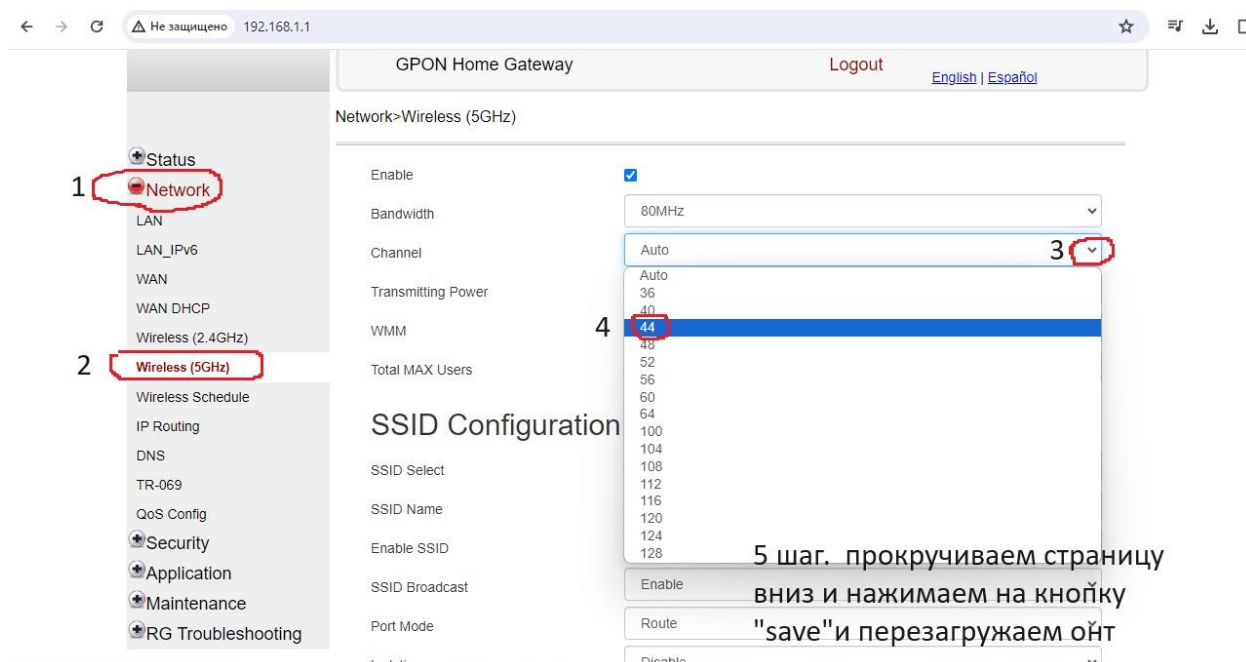 Не защищено 192.168.1.1
GPON Home Gateway
Logout
English | Español
Network>Wireless (5GHz)
Status
1 Network
LAN
LAN_IPv6
WAN
WAN DHCP
Wireless (2.4GHz)
2 Wireless (5GHz)
Wireless Schedule
IP Routing
DNS
TR-069
QoS Config
Security
Application
Maintenance
RG Troubleshooting
Enable
Bandwidth 80MHz
Channel Auto 3
Transmitting Power
WMM
Total MAX Users
Auto
36
40
4 44
48
52
56
60
64
100
104
108
112
116
120
124
128
SSID Configuration
SSID Select
SSID Name
Enable SSID
SSID Broadcast Enable
Port Mode Route
Disable
5 шаг. прокручиваем страницу
вниз и нажимаем на кнопку
"save"и перезагружаем онт